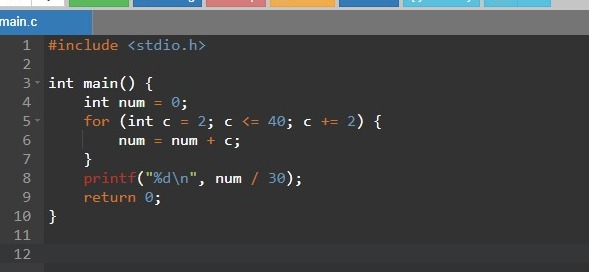 main.c
1 #include <stdio.h>
2
3 int main() {
4     int num = 0;
5     for (int c = 2; c <= 40; c += 2) {
6         num = num + c;
7     }
8     printf("%d\n", num / 30);
9     return 0;
10 }
11
12